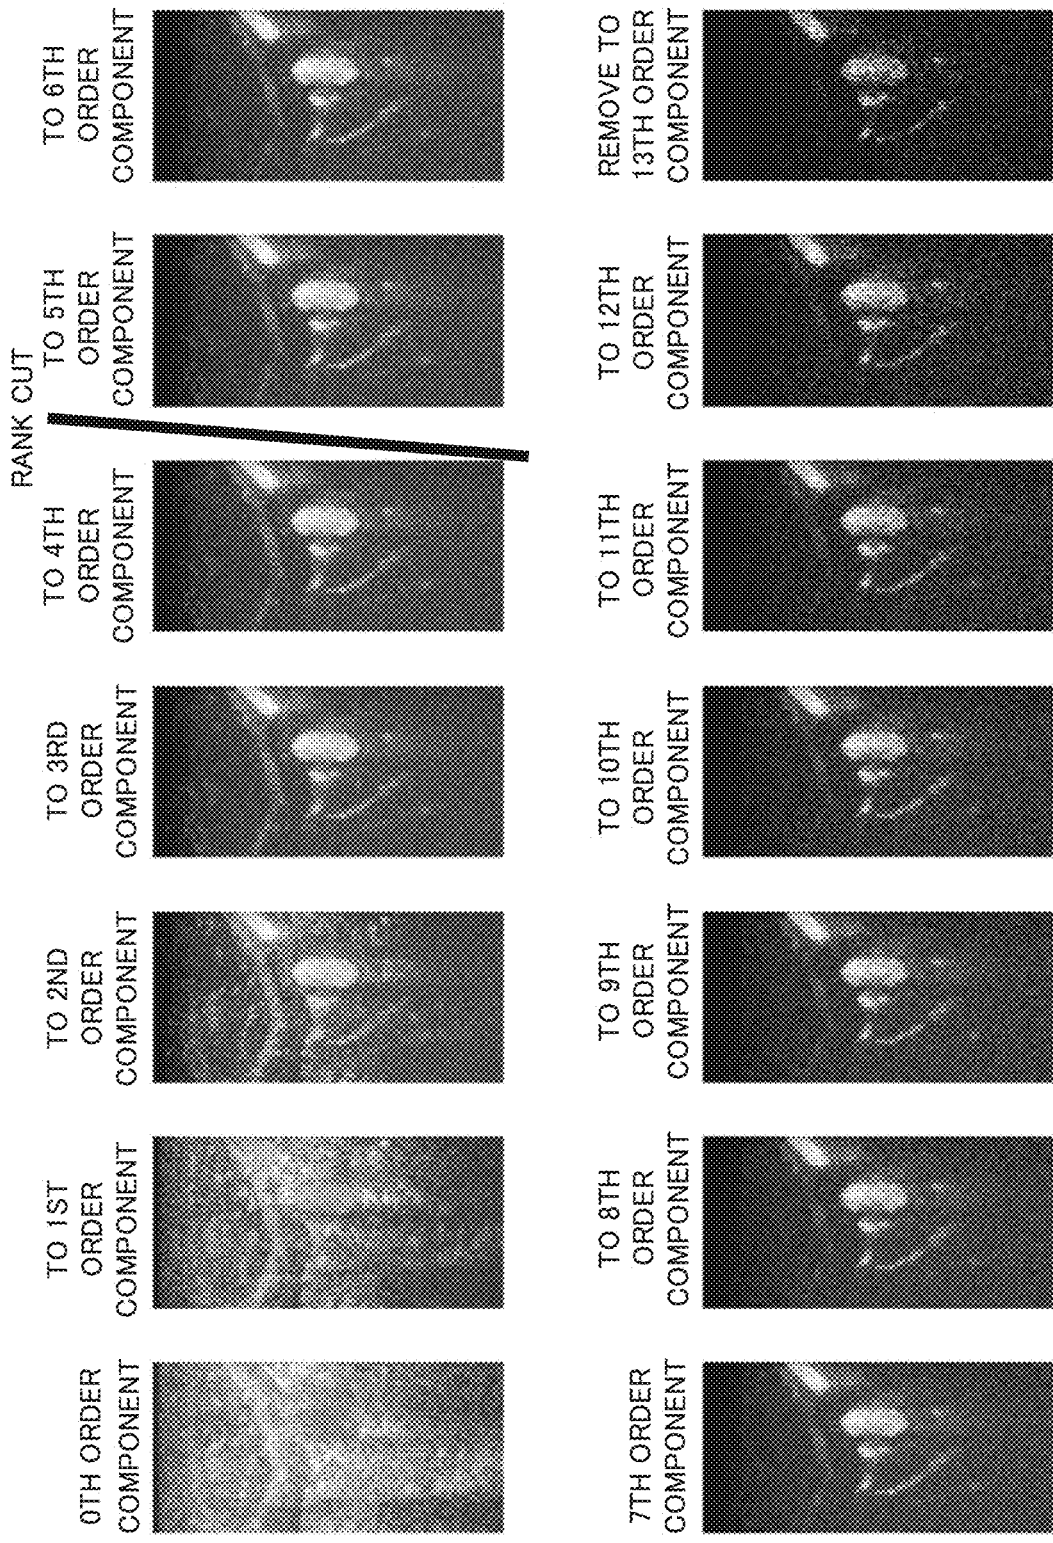 RANK CUT
0TH ORDER
COMPONENT
TO 1ST
ORDER
COMPONENT
TO 2ND
ORDER
COMPONENT
TO 3RD
ORDER
COMPONENT
TO 4TH
ORDER
COMPONENT
TO 5TH
ORDER
COMPONENT
TO 6TH
ORDER
COMPONENT
7TH ORDER
COMPONENT
TO 8TH
ORDER
COMPONENT
TO 9TH
ORDER
COMPONENT
TO 10TH
ORDER
COMPONENT
TO 11TH
ORDER
COMPONENT
TO 12TH
ORDER
COMPONENT
REMOVE TO
13TH ORDER
COMPONENT